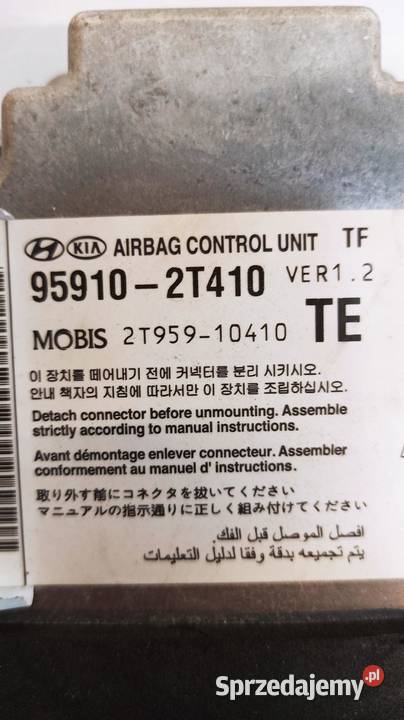 HYUNDAI KIA AIRBAG CONTROL UNIT TF
95910-2T410 VER1.2
MOBIS 2T959-10410 TE
이 장치를 떼어내기 전에 커넥터를 분리 시키시오.
안내 책자의 지침에 따라서만 이 장치를 조립하십시오.
Detach connector before unmounting. Assemble
strictly according to manual instructions.
Avant démontage enlever connecteur. Assembler
conformement au manuel d' instructions.
取り外す前にコネクタを抜いてください
マニュアルの指示通りに正しく組み付けてください
افصل الموصل قبل الفك.
يتم تجميعه بدقة وفقا لدليل التعليمات
Sprzedajemy.pl